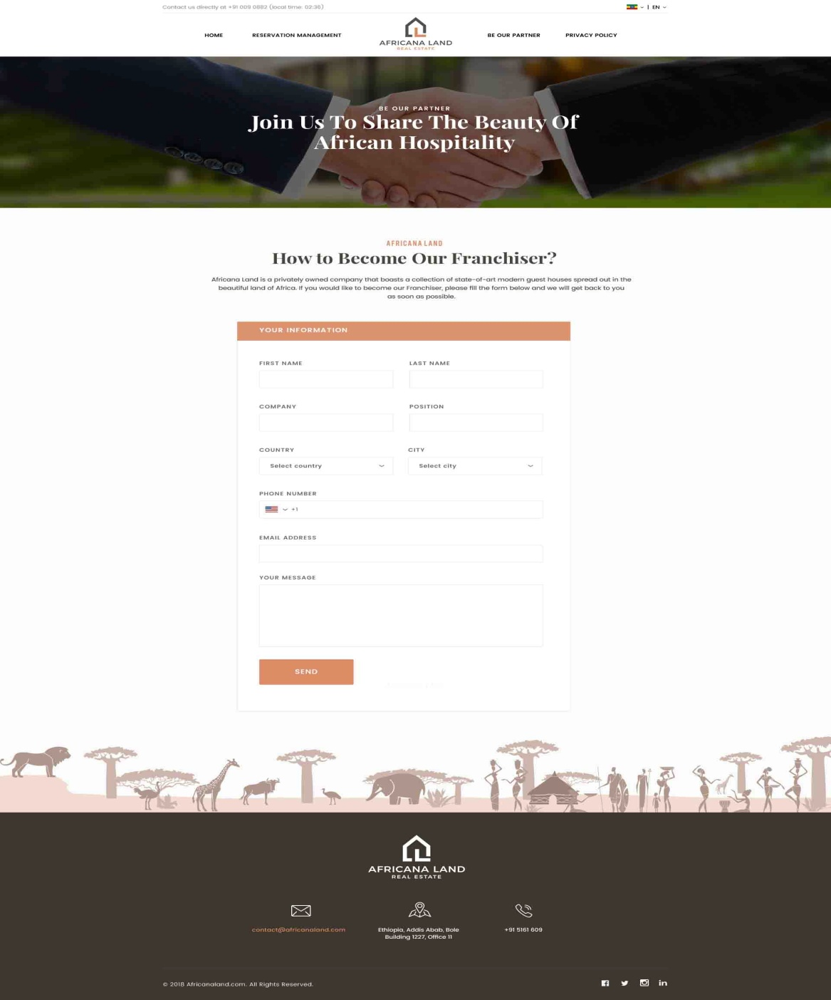 Contact us directly at +91 009 0882 (local time: 02:36)
| EN
HOME
RESERVATION MANAGEMENT
AFRICANA LAND
REAL ESTATE
BE OUR PARTNER
PRIVACY POLICY
BE OUR PARTNER
Join Us To Share The Beauty Of
African Hospitality
AFRICANA LAND
How to Become Our Franchiser?
Africana Land is a privately owned company that boasts a collection of state-of-art modern guest houses spread out in the
beautiful land of Africa. If you would like to become our Franchiser, please fill the form below and we will get back to you
as soon as possible.
YOUR INFORMATION
FIRST NAME
LAST NAME
COMPANY
POSITION
COUNTRY
CITY
Select country
Select city
PHONE NUMBER
+1
EMAIL ADDRESS
YOUR MESSAGE
SEND
AFRICANA LAND
REAL ESTATE
contact@africanaland.com
Ethiopia, Addis Abab, Bole
Building 1227, Office 11
+91 5161 609
© 2018 Africanaland.com. All Rights Reserved.